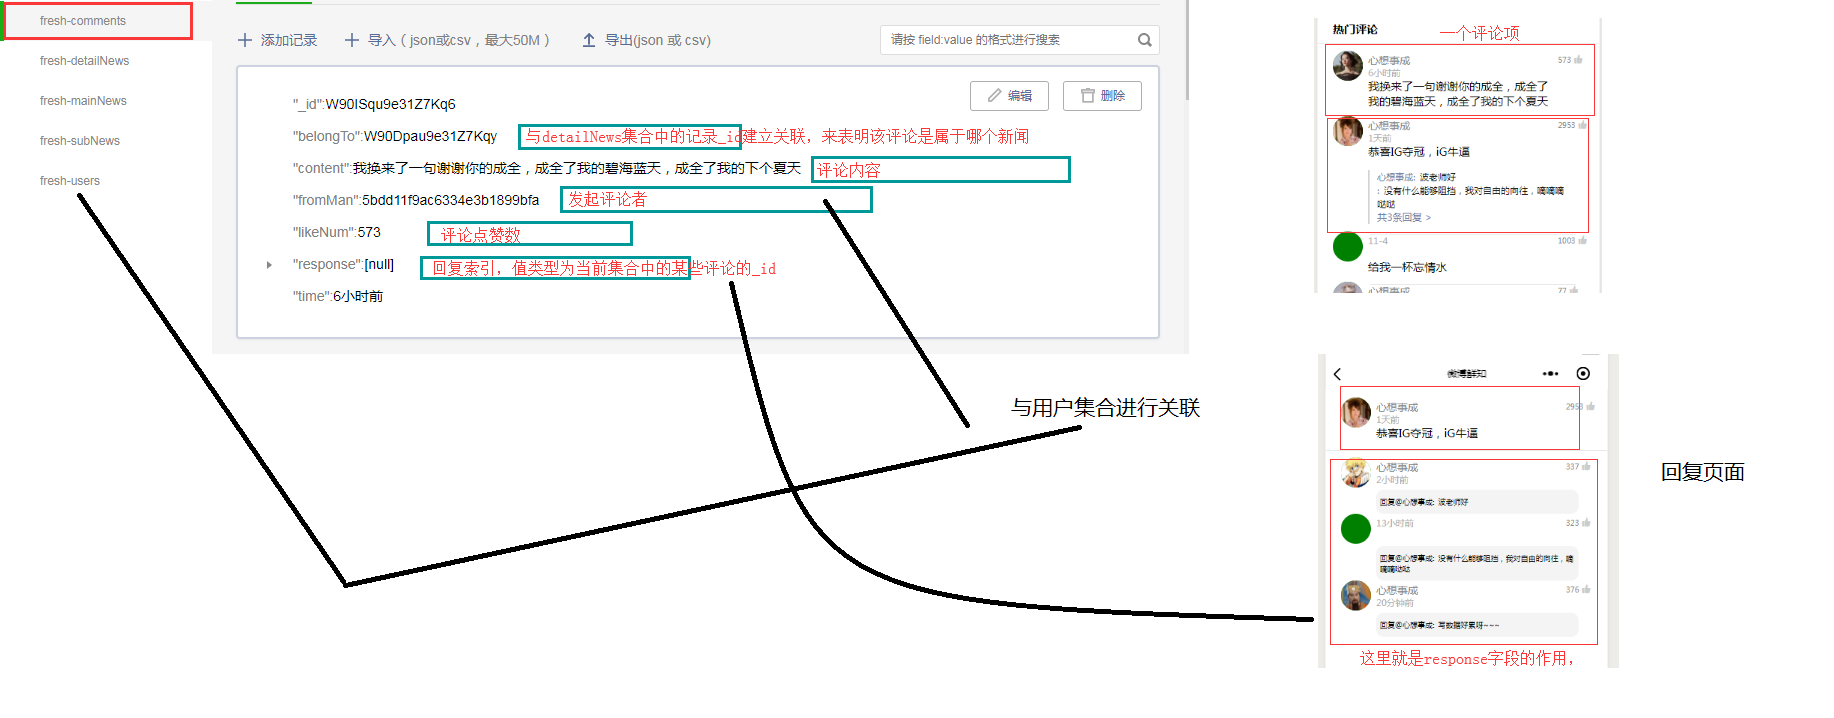 fresh-comments
fresh-detailNews
fresh-mainNews
fresh-subNews
fresh-users
添加记录
导入（json或csv，最大50M）
导出(json 或 csv)
请按 field:value 的格式进行搜索
编辑
删除
"_id":W90ISqu9e31Z7Kq6
"belongTo":W90Dpau9e31Z7Kqy
与detailNews集合中的记录_id建立关联，来表明该评论是属于哪个新闻
"content":我换来了一句谢谢你的成全，成全了我的碧海蓝天，成全了我的下个夏天
评论内容
"fromMan":5bdd11f9ac6334e3b1899bfa
发起评论者
"likeNum":573
评论点赞数
"response":[null]
回复索引，值类型为当前集合中的某些评论的_id
"time":6小时前
与用户集合进行关联
热门评论
一个评论项
心想事成
573
6小时前
我换来了一句谢谢你的成全，成全了
我的碧海蓝天，成全了我的下个夏天
心想事成
2953
1天前
恭喜IG夺冠，iG牛逼
心想事成: 波老师好
: 没有什么能够阻挡，我对自由的向往，嘀嘀嘀
哒哒
共3条回复 >
11-4
1003
给我一杯忘情水
心想事成
77
微博鲜知
心想事成
2953
1天前
恭喜IG夺冠，iG牛逼
心想事成
337
2小时前
回复@心想事成: 波老师好
13小时前
323
回复@心想事成: 没有什么能够阻挡，我对自由的向往，嘀
嘀嘀哒哒
心想事成
376
20分钟前
回复@心想事成: 写数据好累呀~~~
这里就是response字段的作用，
回复页面